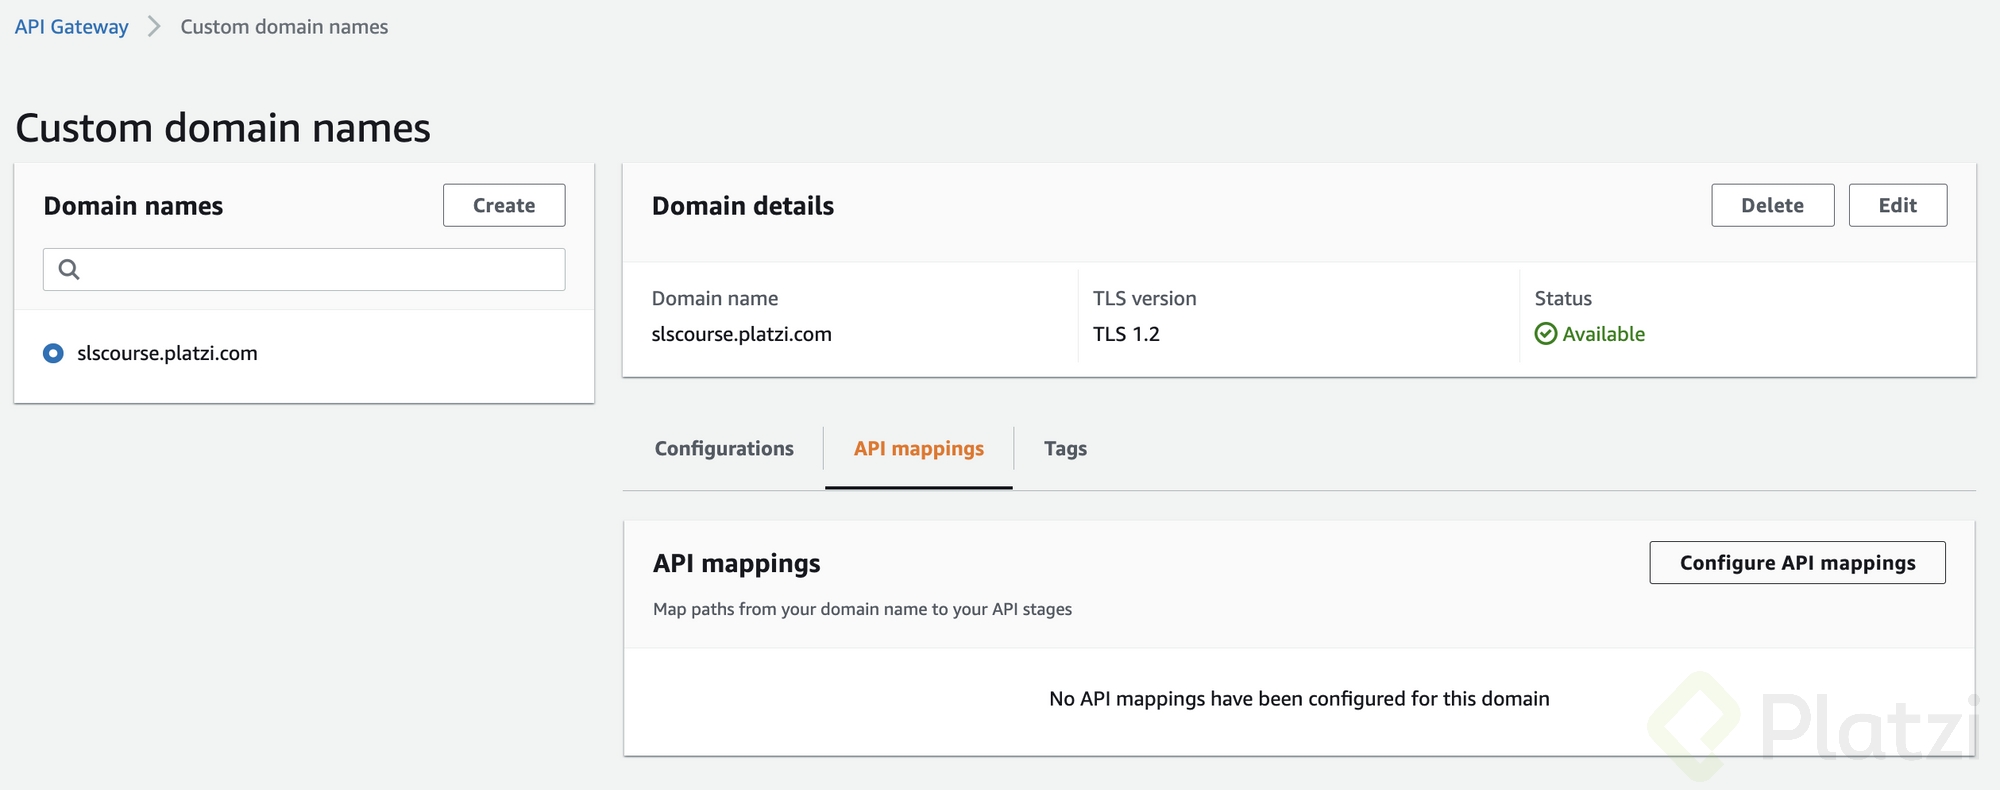 API Gateway
Custom domain names
Custom domain names
Domain names
Create
slscourse.platzi.com
Domain details
Delete
Edit
Domain name
slscourse.platzi.com
TLS version
TLS 1.2
Status
Available
Configurations
API mappings
Tags
API mappings
Configure API mappings
Map paths from your domain name to your API stages
No API mappings have been configured for this domain
Platzi